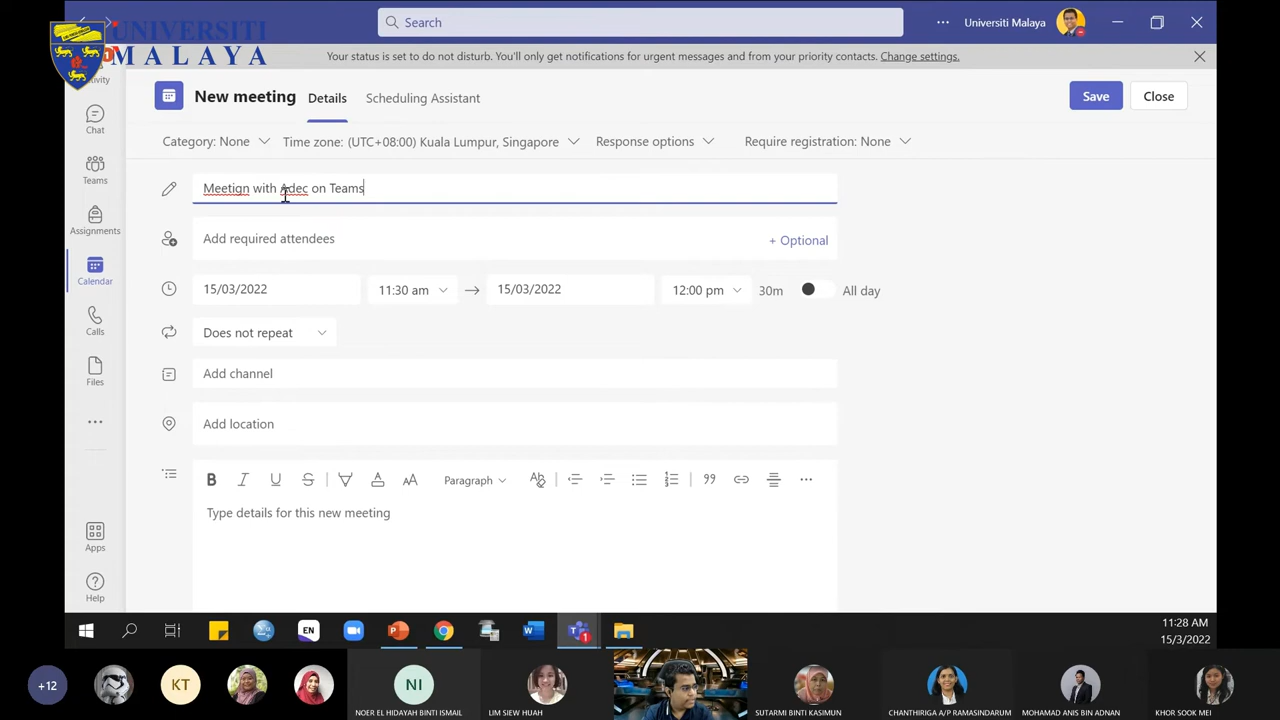 UNIVERSITI
MALAYA
Search
Universiti Malaya
Your status is set to do not disturb. You'll only get notifications for urgent messages and from your priority contacts. Change settings.
New meeting
Details
Scheduling Assistant
Save
Close
Category: None
Time zone: (UTC+08:00) Kuala Lumpur, Singapore
Response options
Require registration: None
Chat
Teams
Assignments
Calendar
Calls
Files
Apps
Help
Meetign with Adec on Teams
Add required attendees
+ Optional
15/03/2022
11:30 am
15/03/2022
12:00 pm
30m
All day
Does not repeat
Add channel
Add location
B
I
U
S
A
AA
Paragraph
Type details for this new meeting
EN
W
1
11:28 AM
15/3/2022
+12
KT
NI
NOER EL HIDAYAH BINTI ISMAIL
LIM SIEW HUAH
SUTARMI BINTI KASIMUN
CHANTHIRIGA A/P RAMASINDARUM
MOHAMAD ANIS BIN ADNAN
KHOR SOOK MEI